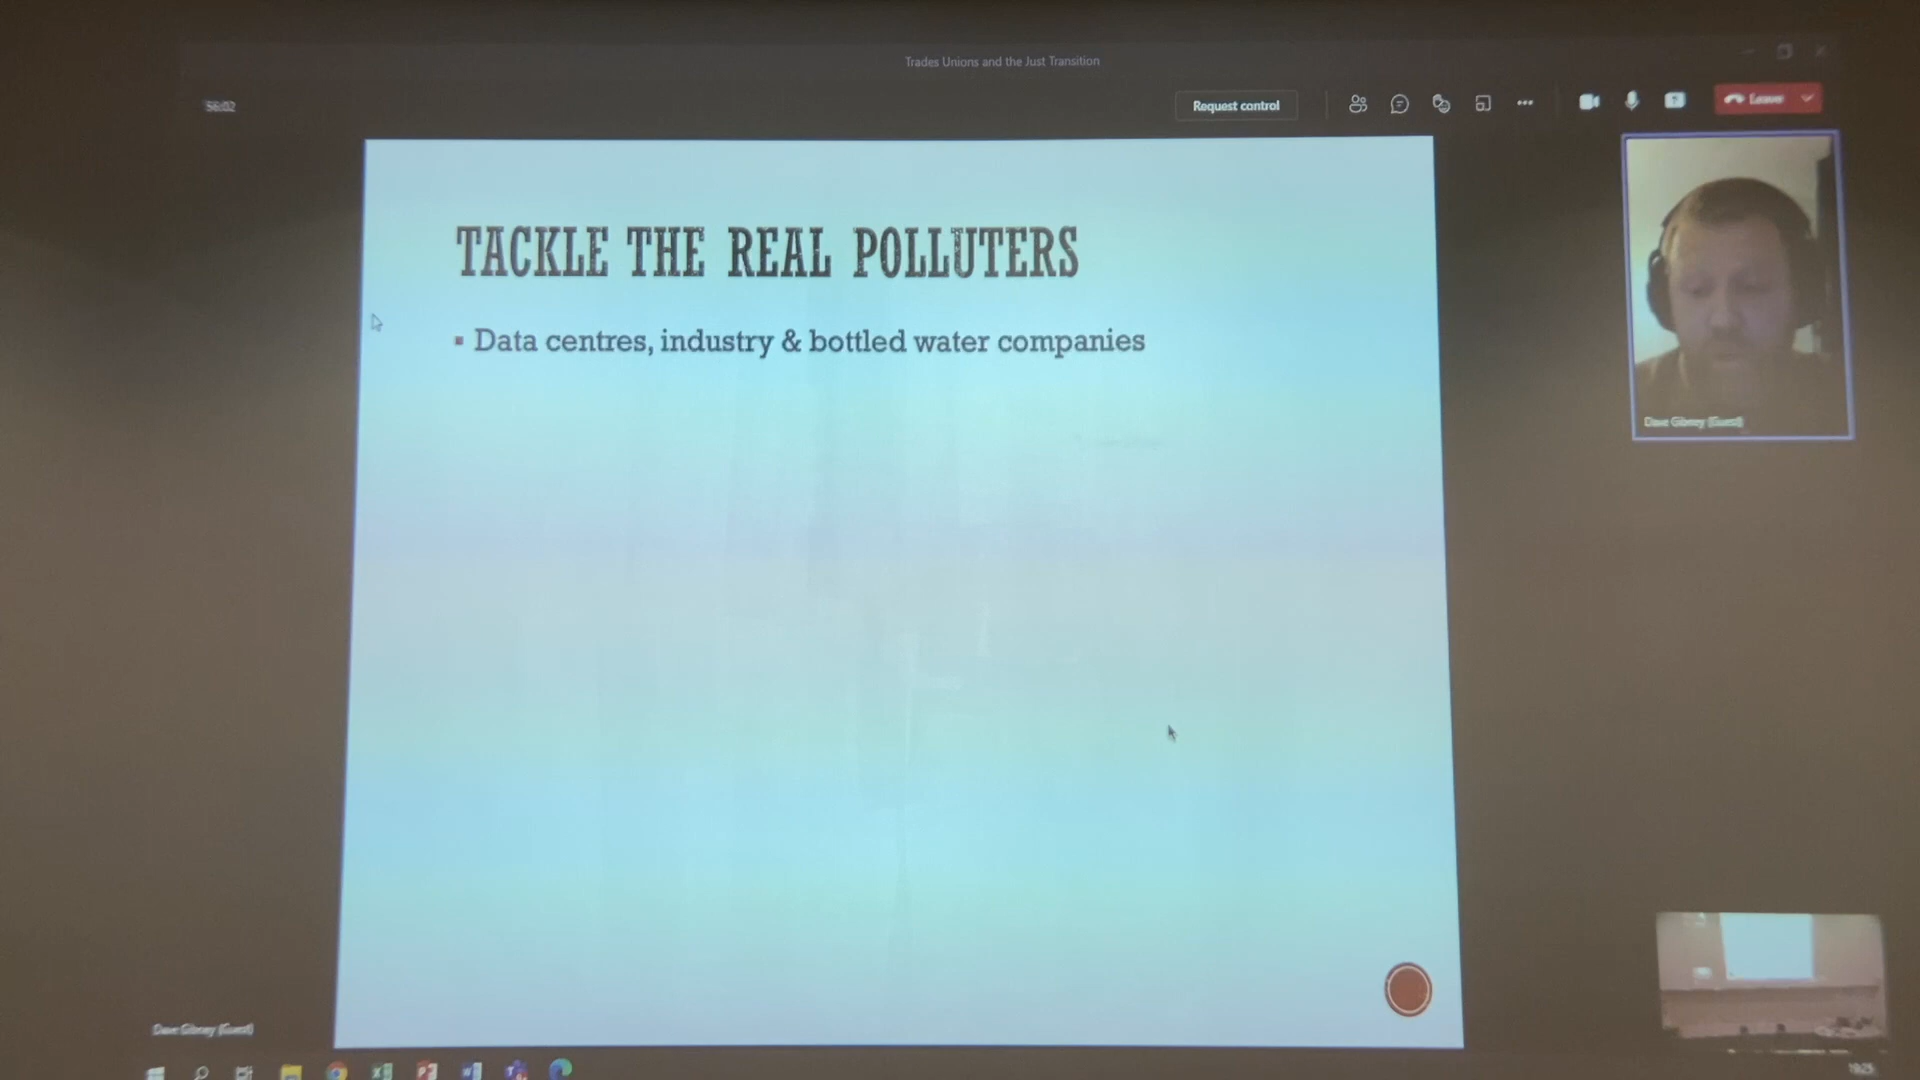 Trades Unions and the Just Transition
56:02
Request control
Leave
TACKLE THE REAL POLLUTERS
▪ Data centres, industry & bottled water companies
Dave Gibney (Guest)
Dave Gibney (Guest)